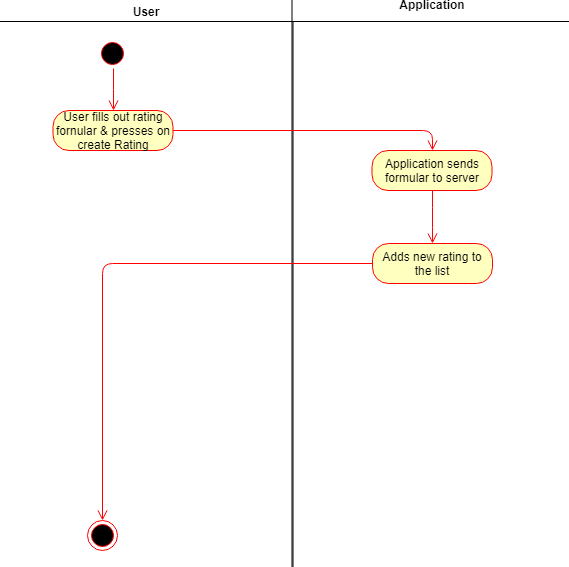 User
Application
User fills out rating
fornular & presses on
create Rating
Application sends
formular to server
Adds new rating to
the list